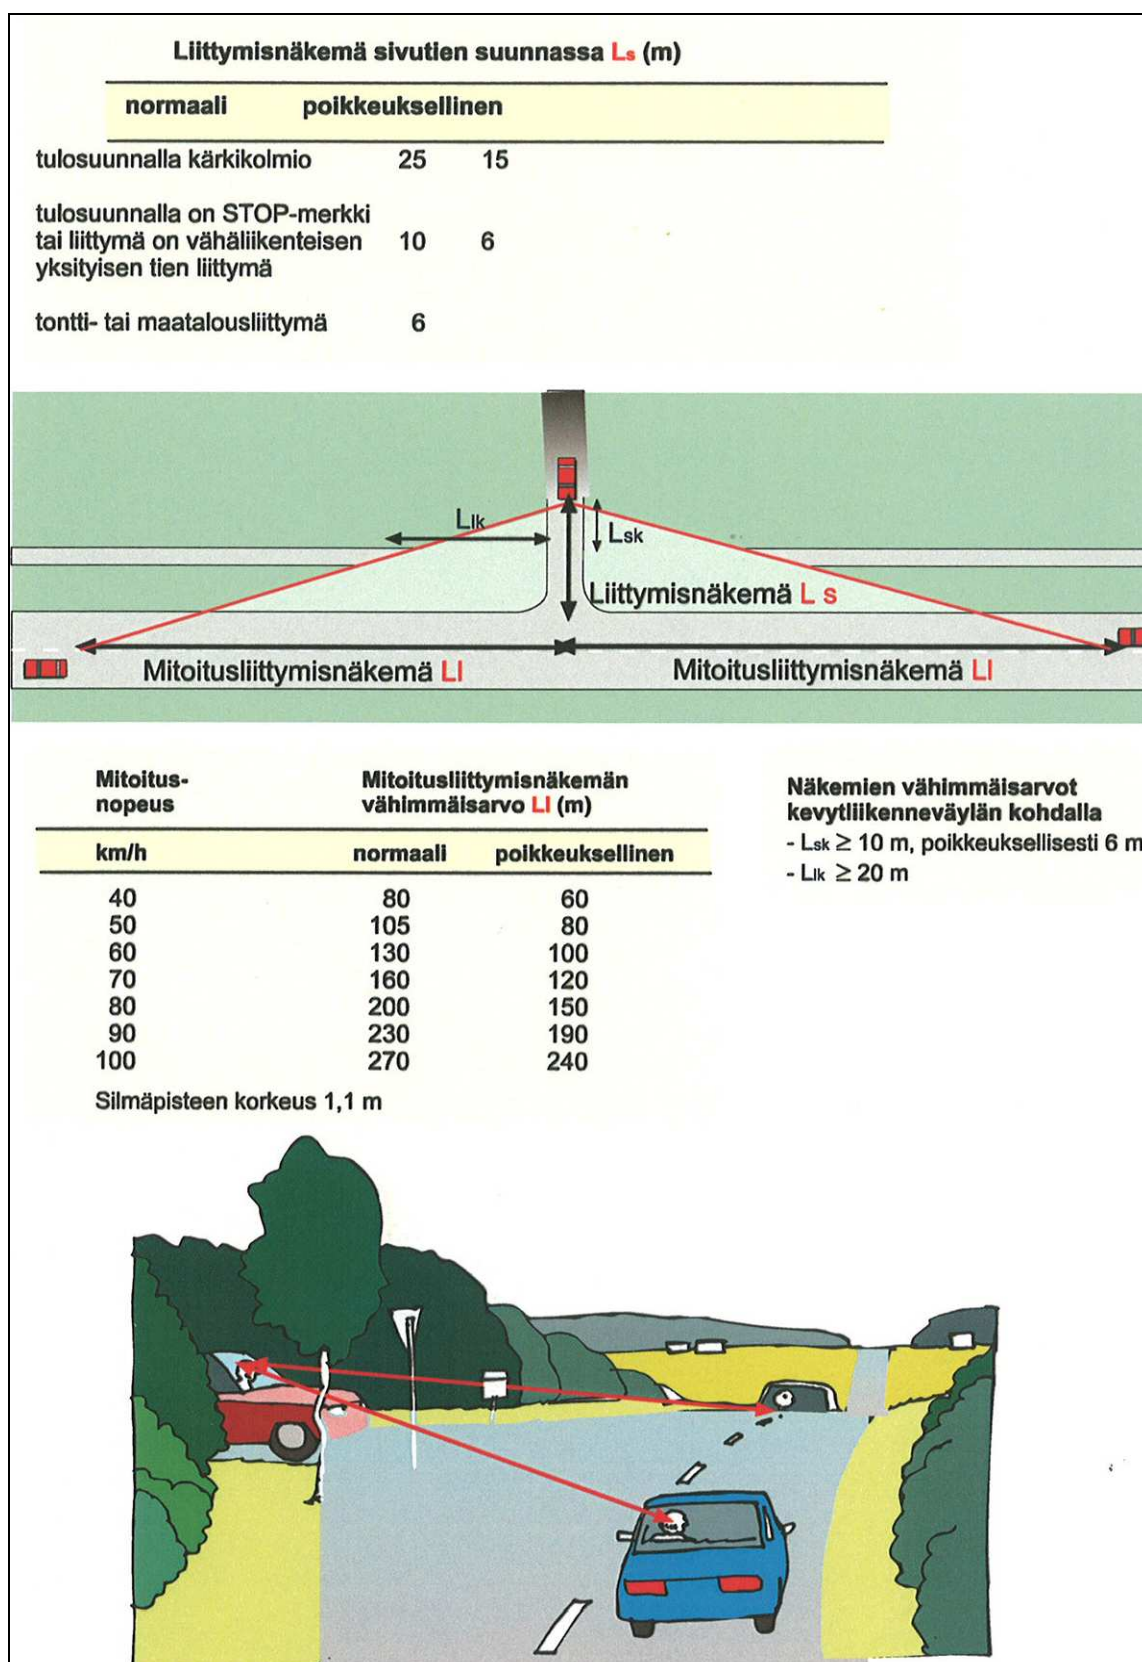 Liittymisnäkemä sivutien suunnassa Ls (m)
normaali poikkeuksellinen
tulosuunnalla kärkikolmio 25 15
tulosuunnalla on STOP-merkki
tai liittymä on vähäliikenteisen 10 6
yksityisen tien liittymä
tontti- tai maatalousliittymä 6
Llk
Lsk
Liittymisnäkemä L s
Mitoitusliittymisnäkemä Ll
Mitoitusliittymisnäkemä Ll
Mitoitus-
nopeus
Mitoitusliittymisnäkemän
vähimmäisarvo Ll (m)
km/h normaali poikkeuksellinen
40 80 60
50 105 80
60 130 100
70 160 120
80 200 150
90 230 190
100 270 240
Silmäpisteen korkeus 1,1 m
Näkemien vähimmäisarvot
kevytliikenneväylän kohdalla
- Lsk ≥ 10 m, poikkeuksellisesti 6 m
- Llk ≥ 20 m